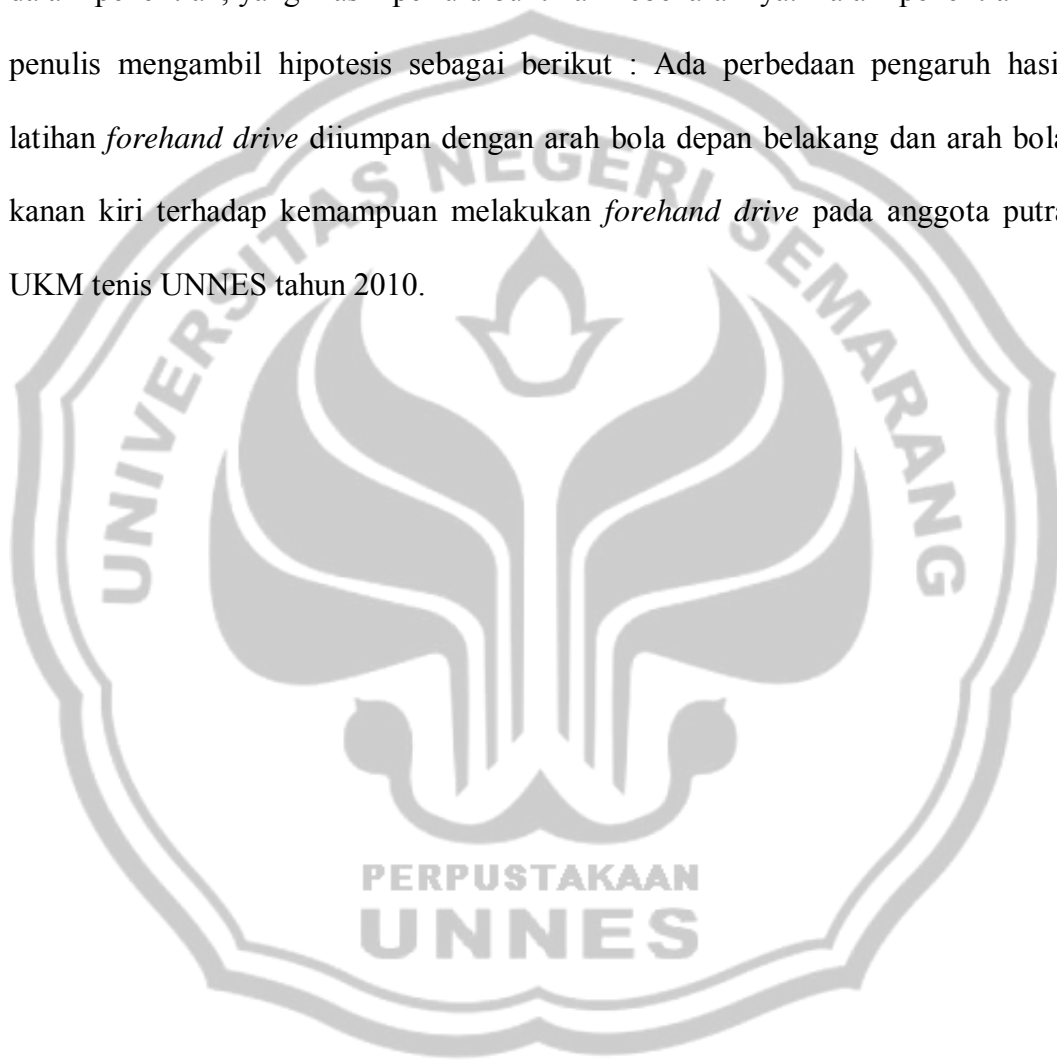 penulis mengambil hipotesis sebagai berikut : Ada perbedaan pengaruh
latihan forehand drive diiumpan dengan arah bola depan belakang dan arah bola
kanan kiri terhadap kemampuan melakukan forehand drive pada anggota putra
UKM tenis UNNES tahun 2010.
UNIVERSITAS NEGERI SEMARANG
PERPUSTAKAAN
UNNES